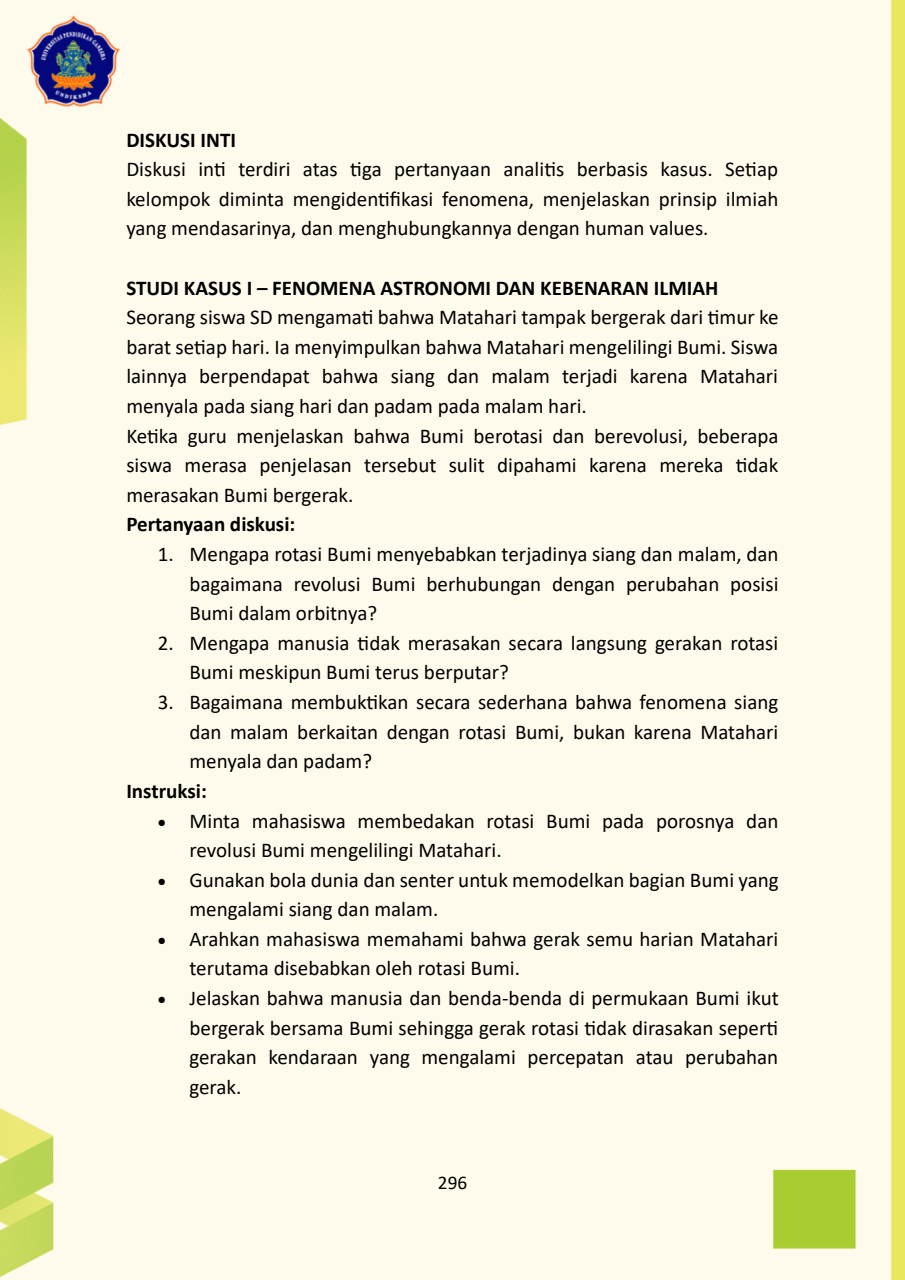 UNIVERSITAS PENDIDIKAN GANESHA
UNDIKSHA
DISKUSI INTI
Diskusi inti terdiri atas tiga pertanyaan analitis berbasis kasus. Setiap
kelompok diminta mengidentifikasi fenomena, menjelaskan prinsip ilmiah
yang mendasarinya, dan menghubungkannya dengan human values.
STUDI KASUS I – FENOMENA ASTRONOMI DAN KEBENARAN ILMIAH
Seorang siswa SD mengamati bahwa Matahari tampak bergerak dari timur ke
barat setiap hari. Ia menyimpulkan bahwa Matahari mengelilingi Bumi. Siswa
lainnya berpendapat bahwa siang dan malam terjadi karena Matahari
menyala pada siang hari dan padam pada malam hari.
Ketika guru menjelaskan bahwa Bumi berotasi dan berevolusi, beberapa
siswa merasa penjelasan tersebut sulit dipahami karena mereka tidak
merasakan Bumi bergerak.
Pertanyaan diskusi:
1. Mengapa rotasi Bumi menyebabkan terjadinya siang dan malam, dan
bagaimana revolusi Bumi berhubungan dengan perubahan posisi
Bumi dalam orbitnya?
2. Mengapa manusia tidak merasakan secara langsung gerakan rotasi
Bumi meskipun Bumi terus berputar?
3. Bagaimana membuktikan secara sederhana bahwa fenomena siang
dan malam berkaitan dengan rotasi Bumi, bukan karena Matahari
menyala dan padam?
Instruksi:
• Minta mahasiswa membedakan rotasi Bumi pada porosnya dan
revolusi Bumi mengelilingi Matahari.
• Gunakan bola dunia dan senter untuk memodelkan bagian Bumi yang
mengalami siang dan malam.
• Arahkan mahasiswa memahami bahwa gerak semu harian Matahari
terutama disebabkan oleh rotasi Bumi.
• Jelaskan bahwa manusia dan benda-benda di permukaan Bumi ikut
bergerak bersama Bumi sehingga gerak rotasi tidak dirasakan seperti
gerakan kendaraan yang mengalami percepatan atau perubahan
gerak.
296